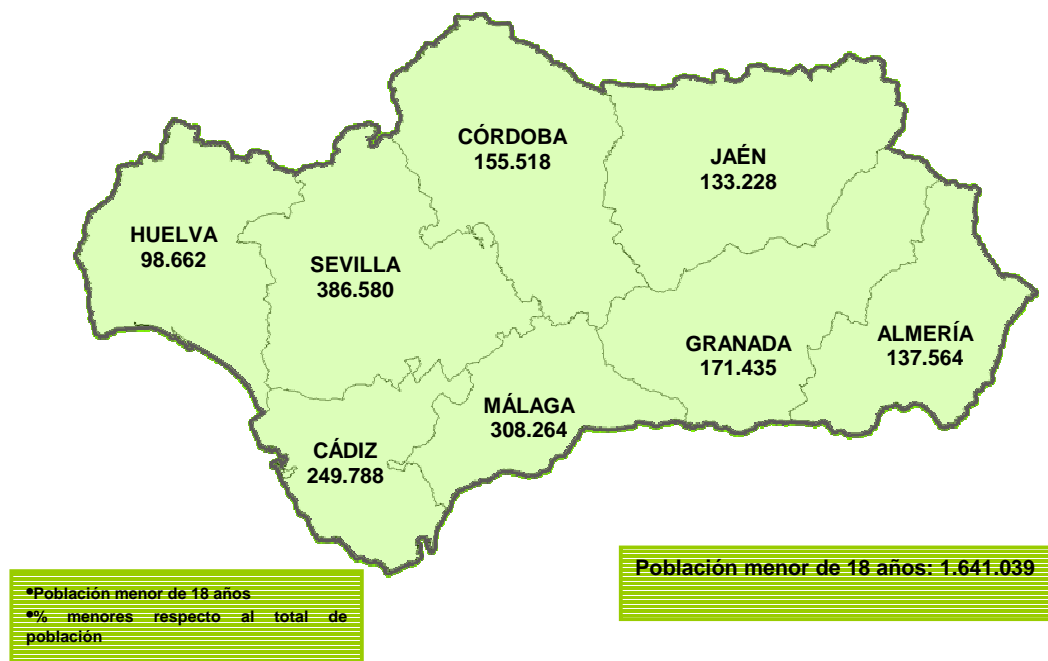 CÓRDOBA
155.518
JAÉN
133.228
HUELVA
98.662
SEVILLA
386.580
GRANADA
171.435
ALMERÍA
137.564
MÁLAGA
308.264
CÁDIZ
249.788
Población menor de 18 años: 1.641.039
•Población menor de 18 años
•% menores respecto al total de
población